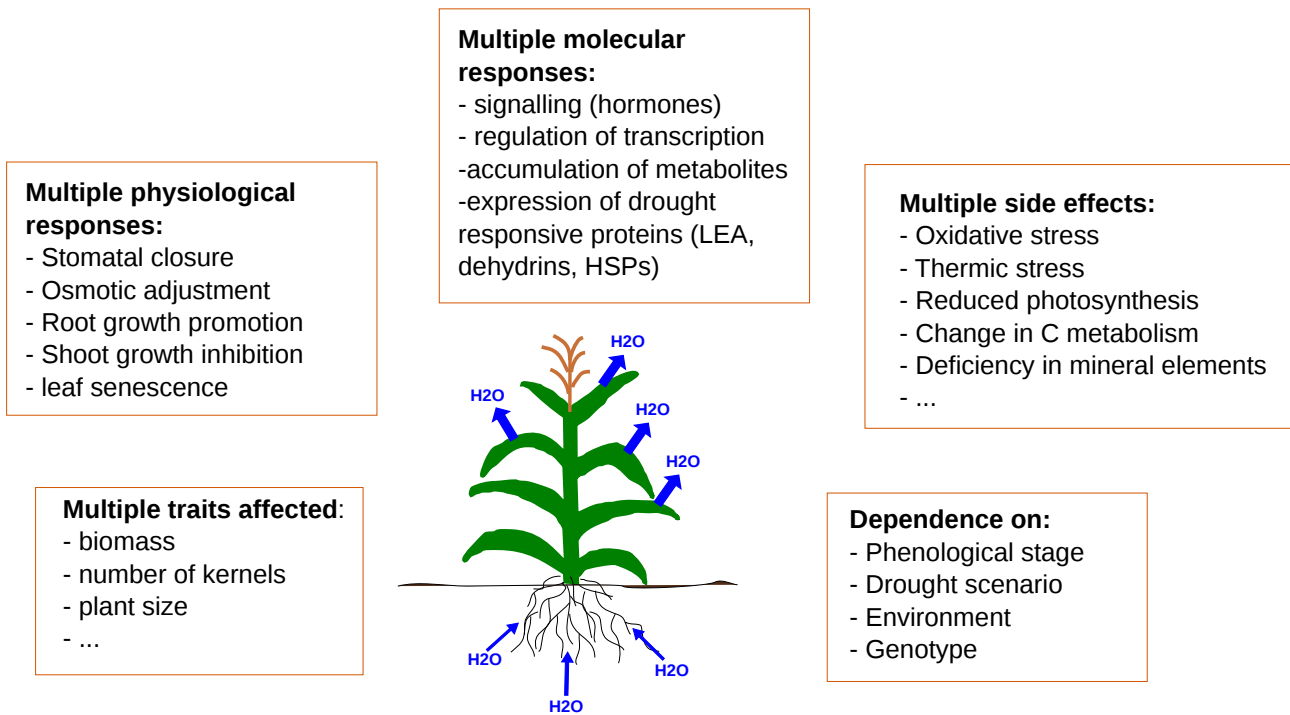 Multiple molecular
responses:
- signalling (hormones)
- regulation of transcription
-accumulation of metabolites
-expression of drought
responsive proteins (LEA,
dehydrins, HSPs)
Multiple physiological
responses:
- Stomatal closure
- Osmotic adjustment
- Root growth promotion
- Shoot growth inhibition
- leaf senescence
Multiple side effects:
- Oxidative stress
- Thermic stress
- Reduced photosynthesis
- Change in C metabolism
- Deficiency in mineral elements
- ...
H2O
H2O
H2O
H2O
Multiple traits affected:
- biomass
- number of kernels
- plant size
- ...
Dependence on:
- Phenological stage
- Drought scenario
- Environment
- Genotype
H2O
H2O
H2O